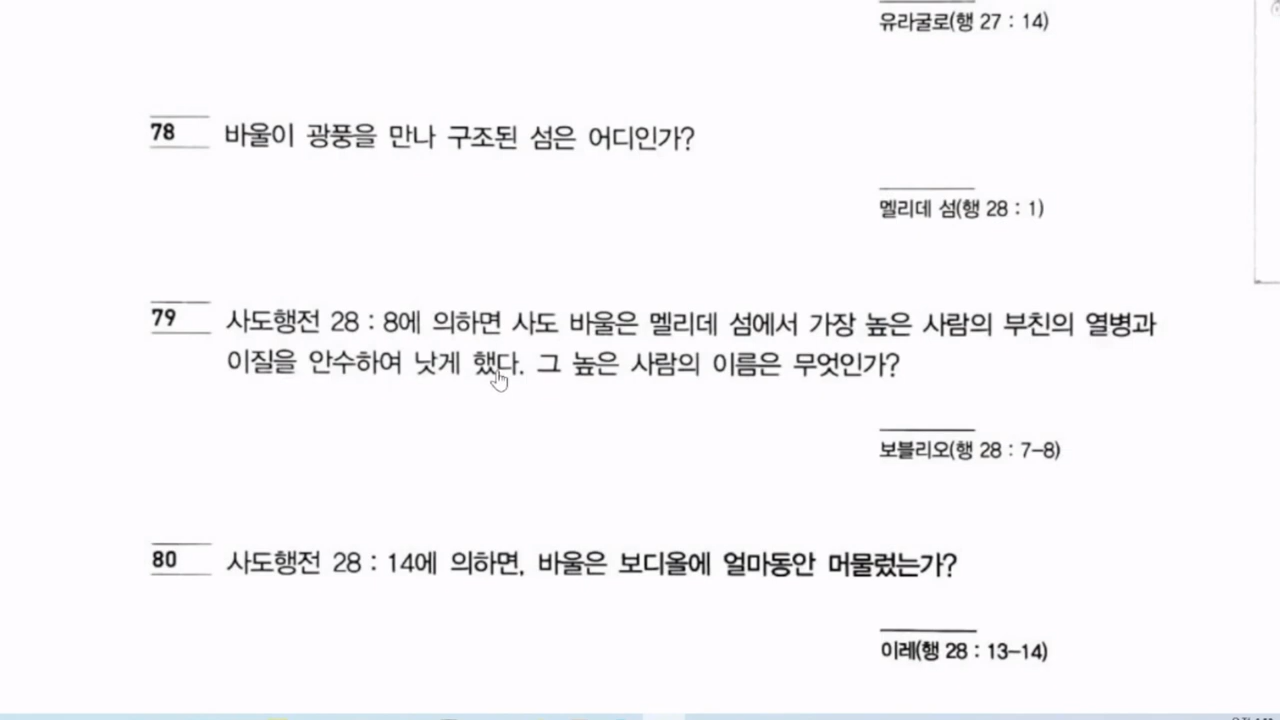 유라굴로(행 27 : 14)
78 바울이 광풍을 만나 구조된 섬은 어디인가?
멜리데 섬(행 28 : 1)
79 사도행전 28 : 8에 의하면 사도 바울은 멜리데 섬에서 가장 높은 사람의 부친의 열병과
이질을 안수하여 낫게 했다. 그 높은 사람의 이름은 무엇인가?
보블리오(행 28 : 7–8)
80 사도행전 28 : 14에 의하면, 바울은 보디올에 얼마동안 머물렀는가?
이레(행 28 : 13–14)